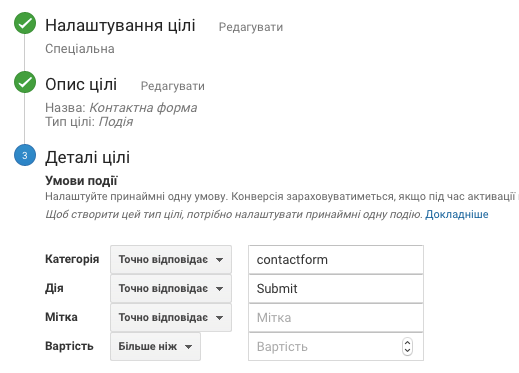 Налаштування цілі Редагувати
Спеціальна
Опис цілі Редагувати
Назва: Контактна форма
Тип цілі: Подія
3 Деталі цілі
Умови події
Налаштуйте принаймні одну умову. Конверсія зараховуватиметься, якщо під час активації
Щоб створити цей тип цілі, потрібно налаштувати принаймні одну подію. Докладніше
Категорія Точно відповідає contactform
Дія Точно відповідає Submit
Мітка Точно відповідає Мітка
Вартість Більше ніж Вартість